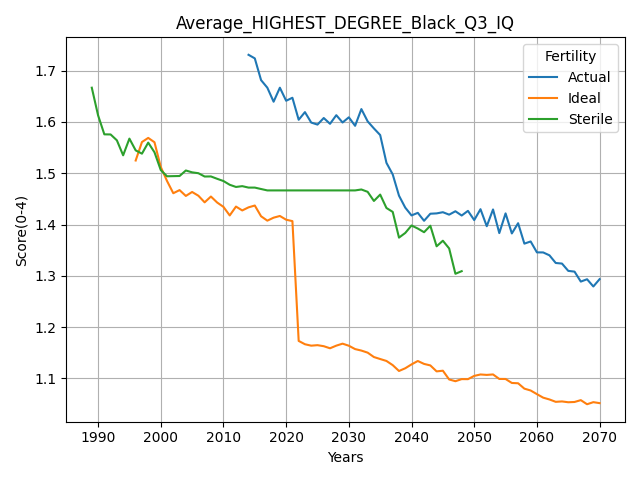 Average_HIGHEST_DEGREE_Black_Q3_IQ
Fertility
Actual
Ideal
Sterile
Score(0-4)
1.7
1.6
1.5
1.4
1.3
1.2
1.1
1990 2000 2010 2020 2030 2040 2050 2060 2070
Years